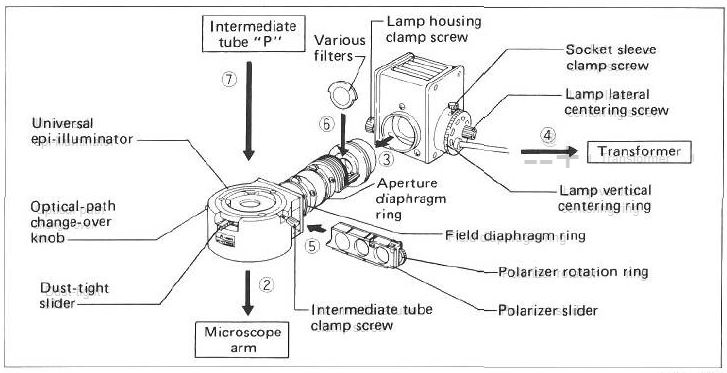 Intermediate
tube "P"
Various
filters
Lamp housing
clamp screw
Socket sleeve
clamp screw
Lamp lateral
centering screw
⑦
⑥
④
③
Transformer
Universal
epi-illuminator
Aperture
diaphragm
ring
Lamp vertical
centering ring
Optical-path
change-over
knob
⑤
Field diaphragm ring
Polarizer rotation ring
Dust-tight
slider
②
Intermediate tube
clamp screw
Polarizer slider
Microscope
arm